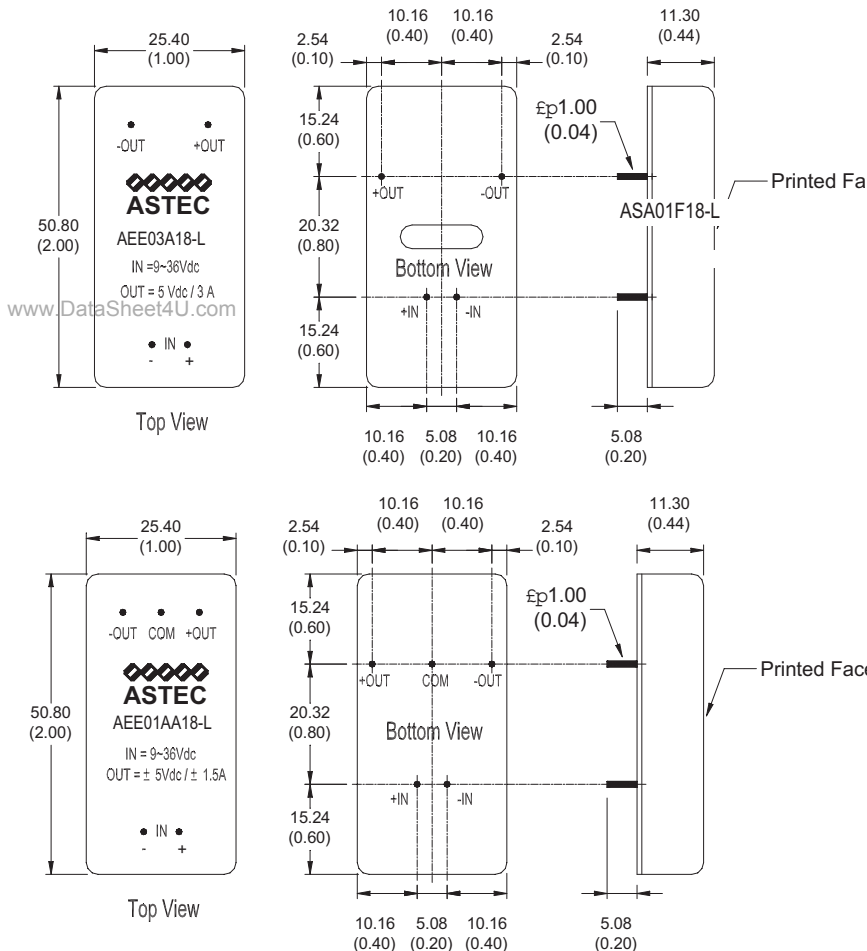 10.16 10.16 11.30
25.40 2.54 (0.40) (0.40) 2.54 (0.44)
(1.00) (0.10) (0.10)
-OUT +OUT
ASTEC
AEE03A18-L
IN =9~36Vdc
OUT = 5 Vdc / 3 A
IN
- +
50.80
(2.00)
www.DataSheet4U.com
Top View
15.24
(0.60)
20.32
(0.80)
15.24
(0.60)
+OUT -OUT
Bottom View
+IN -IN
10.16 5.08 10.16
(0.40) (0.20) (0.40)
£p1.00
(0.04)
ASA01F18-L
Printed Fa
5.08
(0.20)
10.16 10.16 11.30
25.40 2.54 (0.40) (0.40) 2.54 (0.44)
(1.00) (0.10) (0.10)
-OUT COM +OUT
ASTEC
AEE01AA18-L
IN = 9~36Vdc
OUT = ± 5Vdc / ± 1.5A
IN
- +
50.80
(2.00)
Top View
15.24
(0.60)
20.32
(0.80)
15.24
(0.60)
+OUT COM -OUT
Bottom View
+IN -IN
10.16 5.08 10.16
(0.40) (0.20) (0.40)
£p1.00
(0.04)
Printed Face
5.08
(0.20)